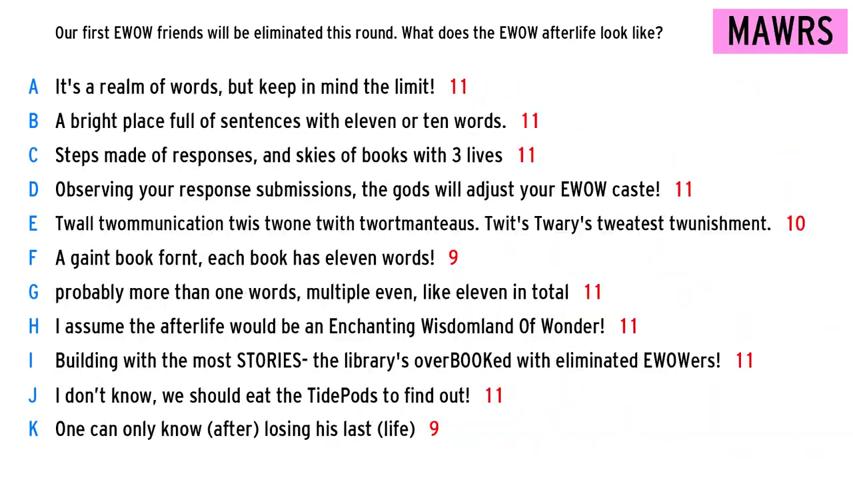 Our first EWOW friends will be eliminated this round. What does the EWOW afterlife look like?
MAWRS
A It's a realm of words, but keep in mind the limit! 11
B A bright place full of sentences with eleven or ten words. 11
C Steps made of responses, and skies of books with 3 lives 11
D Observing your response submissions, the gods will adjust your EWOW caste! 11
E Twall twommunication twis twone twith twortmanteaus. Twit's Twary's tweatest twunishment. 10
F A gaint book fornt, each book has eleven words! 9
G probably more than one words, multiple even, like eleven in total 11
H I assume the afterlife would be an Enchanting Wisdomland Of Wonder! 11
I Building with the most STORIES- the library's overBOOKed with eliminated EWOWers! 11
J I don’t know, we should eat the TidePods to find out! 11
K One can only know (after) losing his last (life) 9